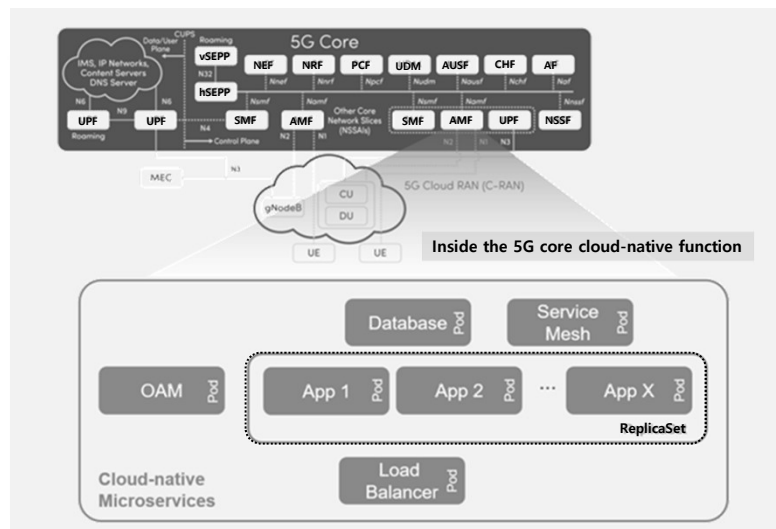 5G Core
Data/User
Plane
CUPS
Roaming
vSEPP
N32
hSEPP
IMS, IP Networks,
Content Servers
DNS Server
NEF
NRF
PCF
UDM
AUSF
CHF
AF
Nnef
Nnrf
Npcf
Nudm
Nausf
Nchf
Naf
Nsmf
Namf
Nsmf
Namf
Nnssf
N6
N9
N6
UPF
UPF
N4
SMF
AMF
Other Core
Network Slices
(NSSAIs)
SMF
AMF
UPF
NSSF
Roaming
Control Plane
N2
N1
N2
N1
N3
MEC
N3
gNodeB
CU
DU
5G Cloud RAN (C-RAN)
UE
UE
Inside the 5G core cloud-native function
Database
Pod
Service
Mesh
Pod
OAM
Pod
App 1
Pod
App 2
Pod
...
App X
Pod
ReplicaSet
Cloud-native
Microservices
Load
Balancer
Pod